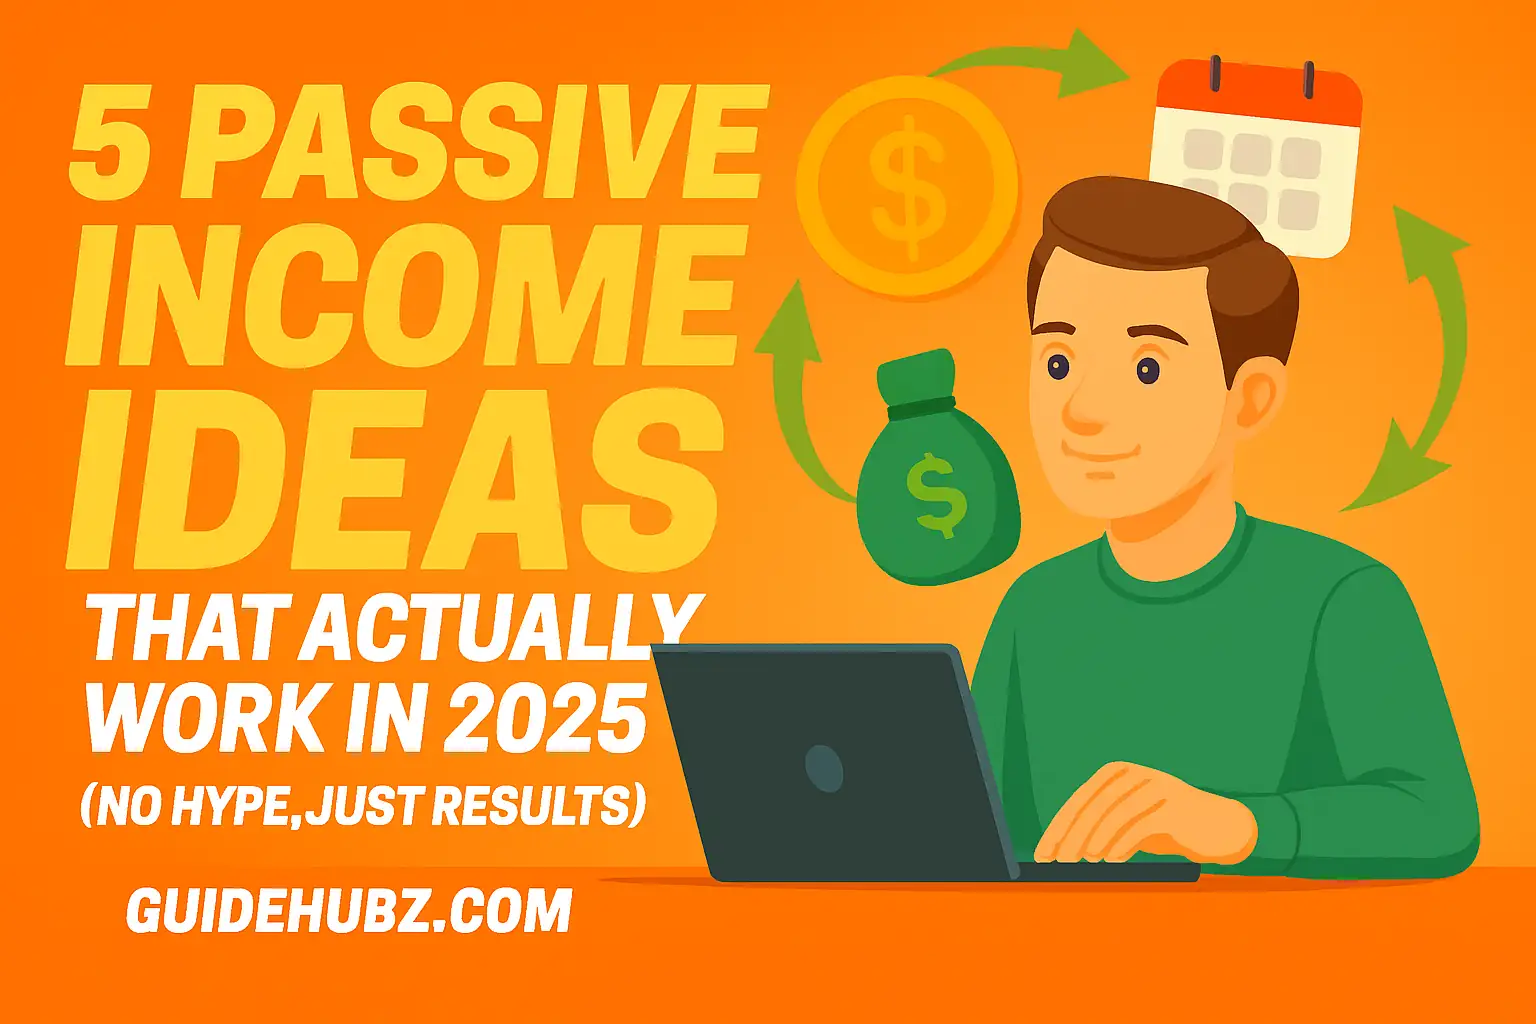 5 PASSIVE
INCOME
IDEAS
THAT ACTUALLY
WORK IN 2025
(NO HYPE,JUST RESULTS)
GUIDEHUBZ.COM
$
$